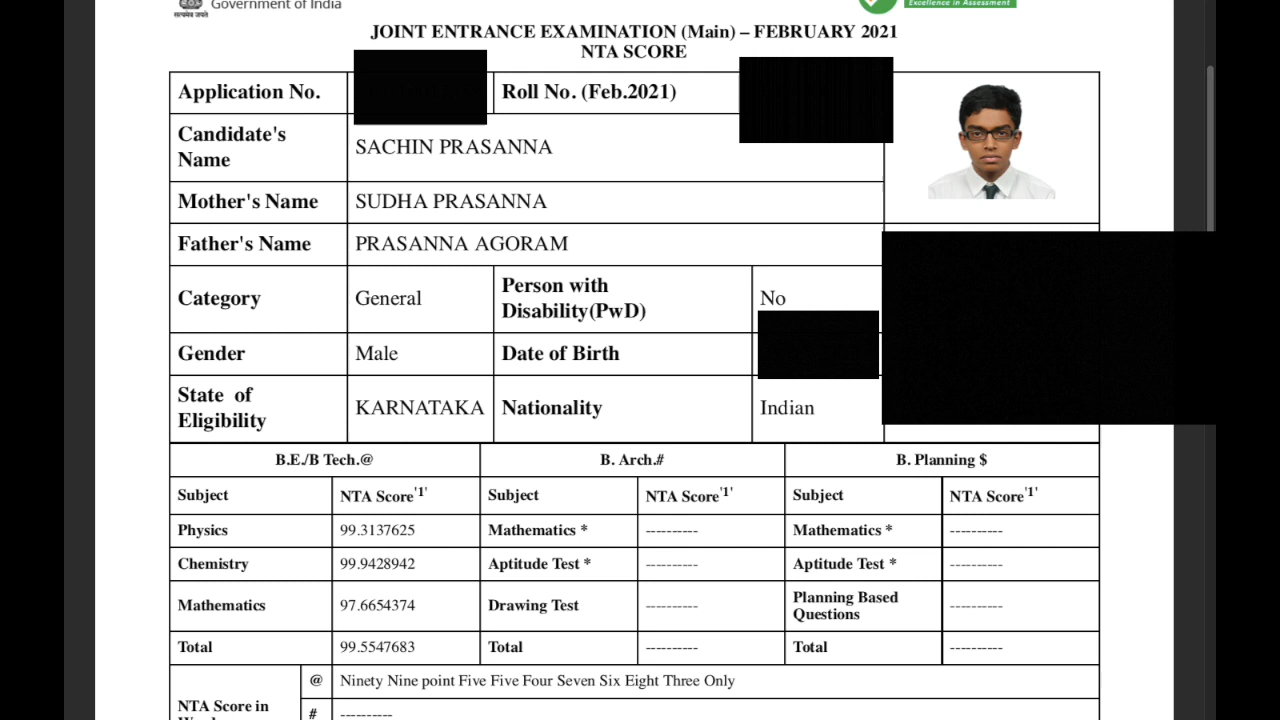 सत्यमेव जयते
Government of India
Excellence in Assessment
JOINT ENTRANCE EXAMINATION (Main) – FEBRUARY 2021
NTA SCORE
Application No. Roll No. (Feb.2021)
Candidate's Name SACHIN PRASANNA
Mother's Name SUDHA PRASANNA
Father's Name PRASANNA AGORAM
Category General Person with Disability(PwD) No
Gender Male Date of Birth
State of Eligibility KARNATAKA Nationality Indian
B.E./B Tech.@ B. Arch.# B. Planning $
Subject NTA Score'1' Subject NTA Score'1' Subject NTA Score'1'
Physics 99.3137625 Mathematics * ---------- Mathematics * ----------
Chemistry 99.9428942 Aptitude Test * ---------- Aptitude Test * ----------
Mathematics 97.6654374 Drawing Test ---------- Planning Based Questions ----------
Total 99.5547683 Total ---------- Total ----------
NTA Score in
@ Ninety Nine point Five Five Four Seven Six Eight Three Only
# ----------